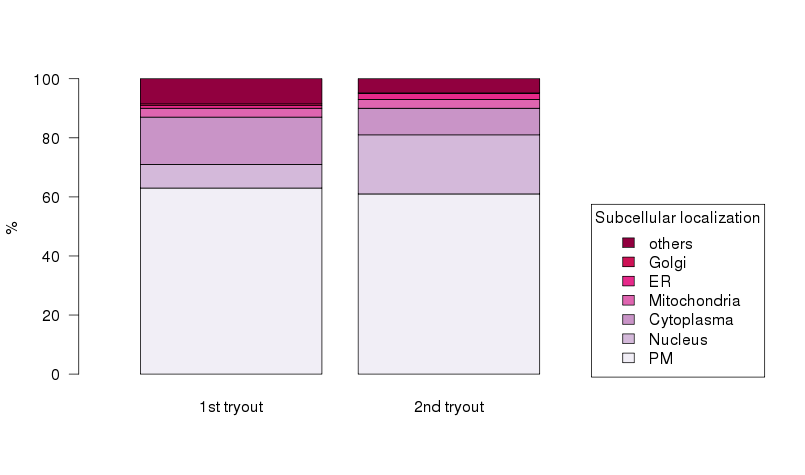 100
80
60
40
20
0
%
1st tryout
2nd tryout
Subcellular localization
others
Golgi
ER
Mitochondria
Cytoplasma
Nucleus
PM